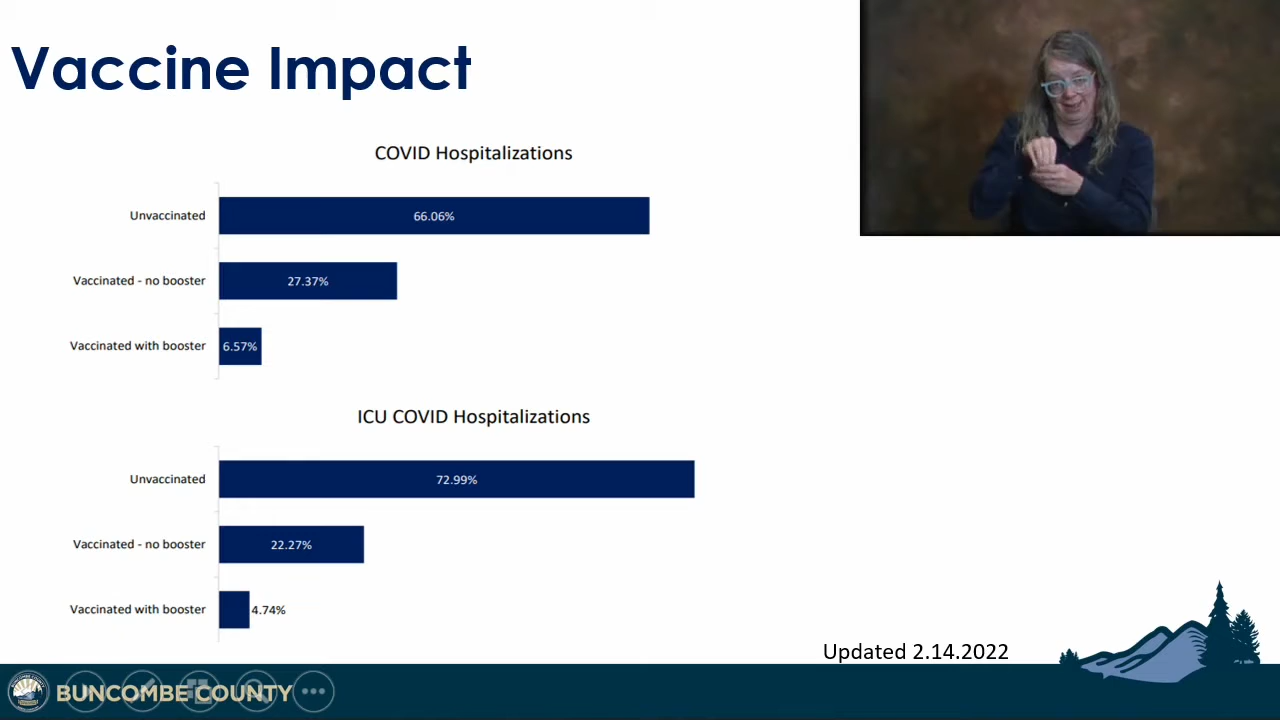 Vaccine Impact
COVID Hospitalizations
Unvaccinated 66.06%
Vaccinated - no booster 27.37%
Vaccinated with booster 6.57%
ICU COVID Hospitalizations
Unvaccinated 72.99%
Vaccinated - no booster 22.27%
Vaccinated with booster 4.74%
Updated 2.14.2022
BUNCOMBE COUNTY